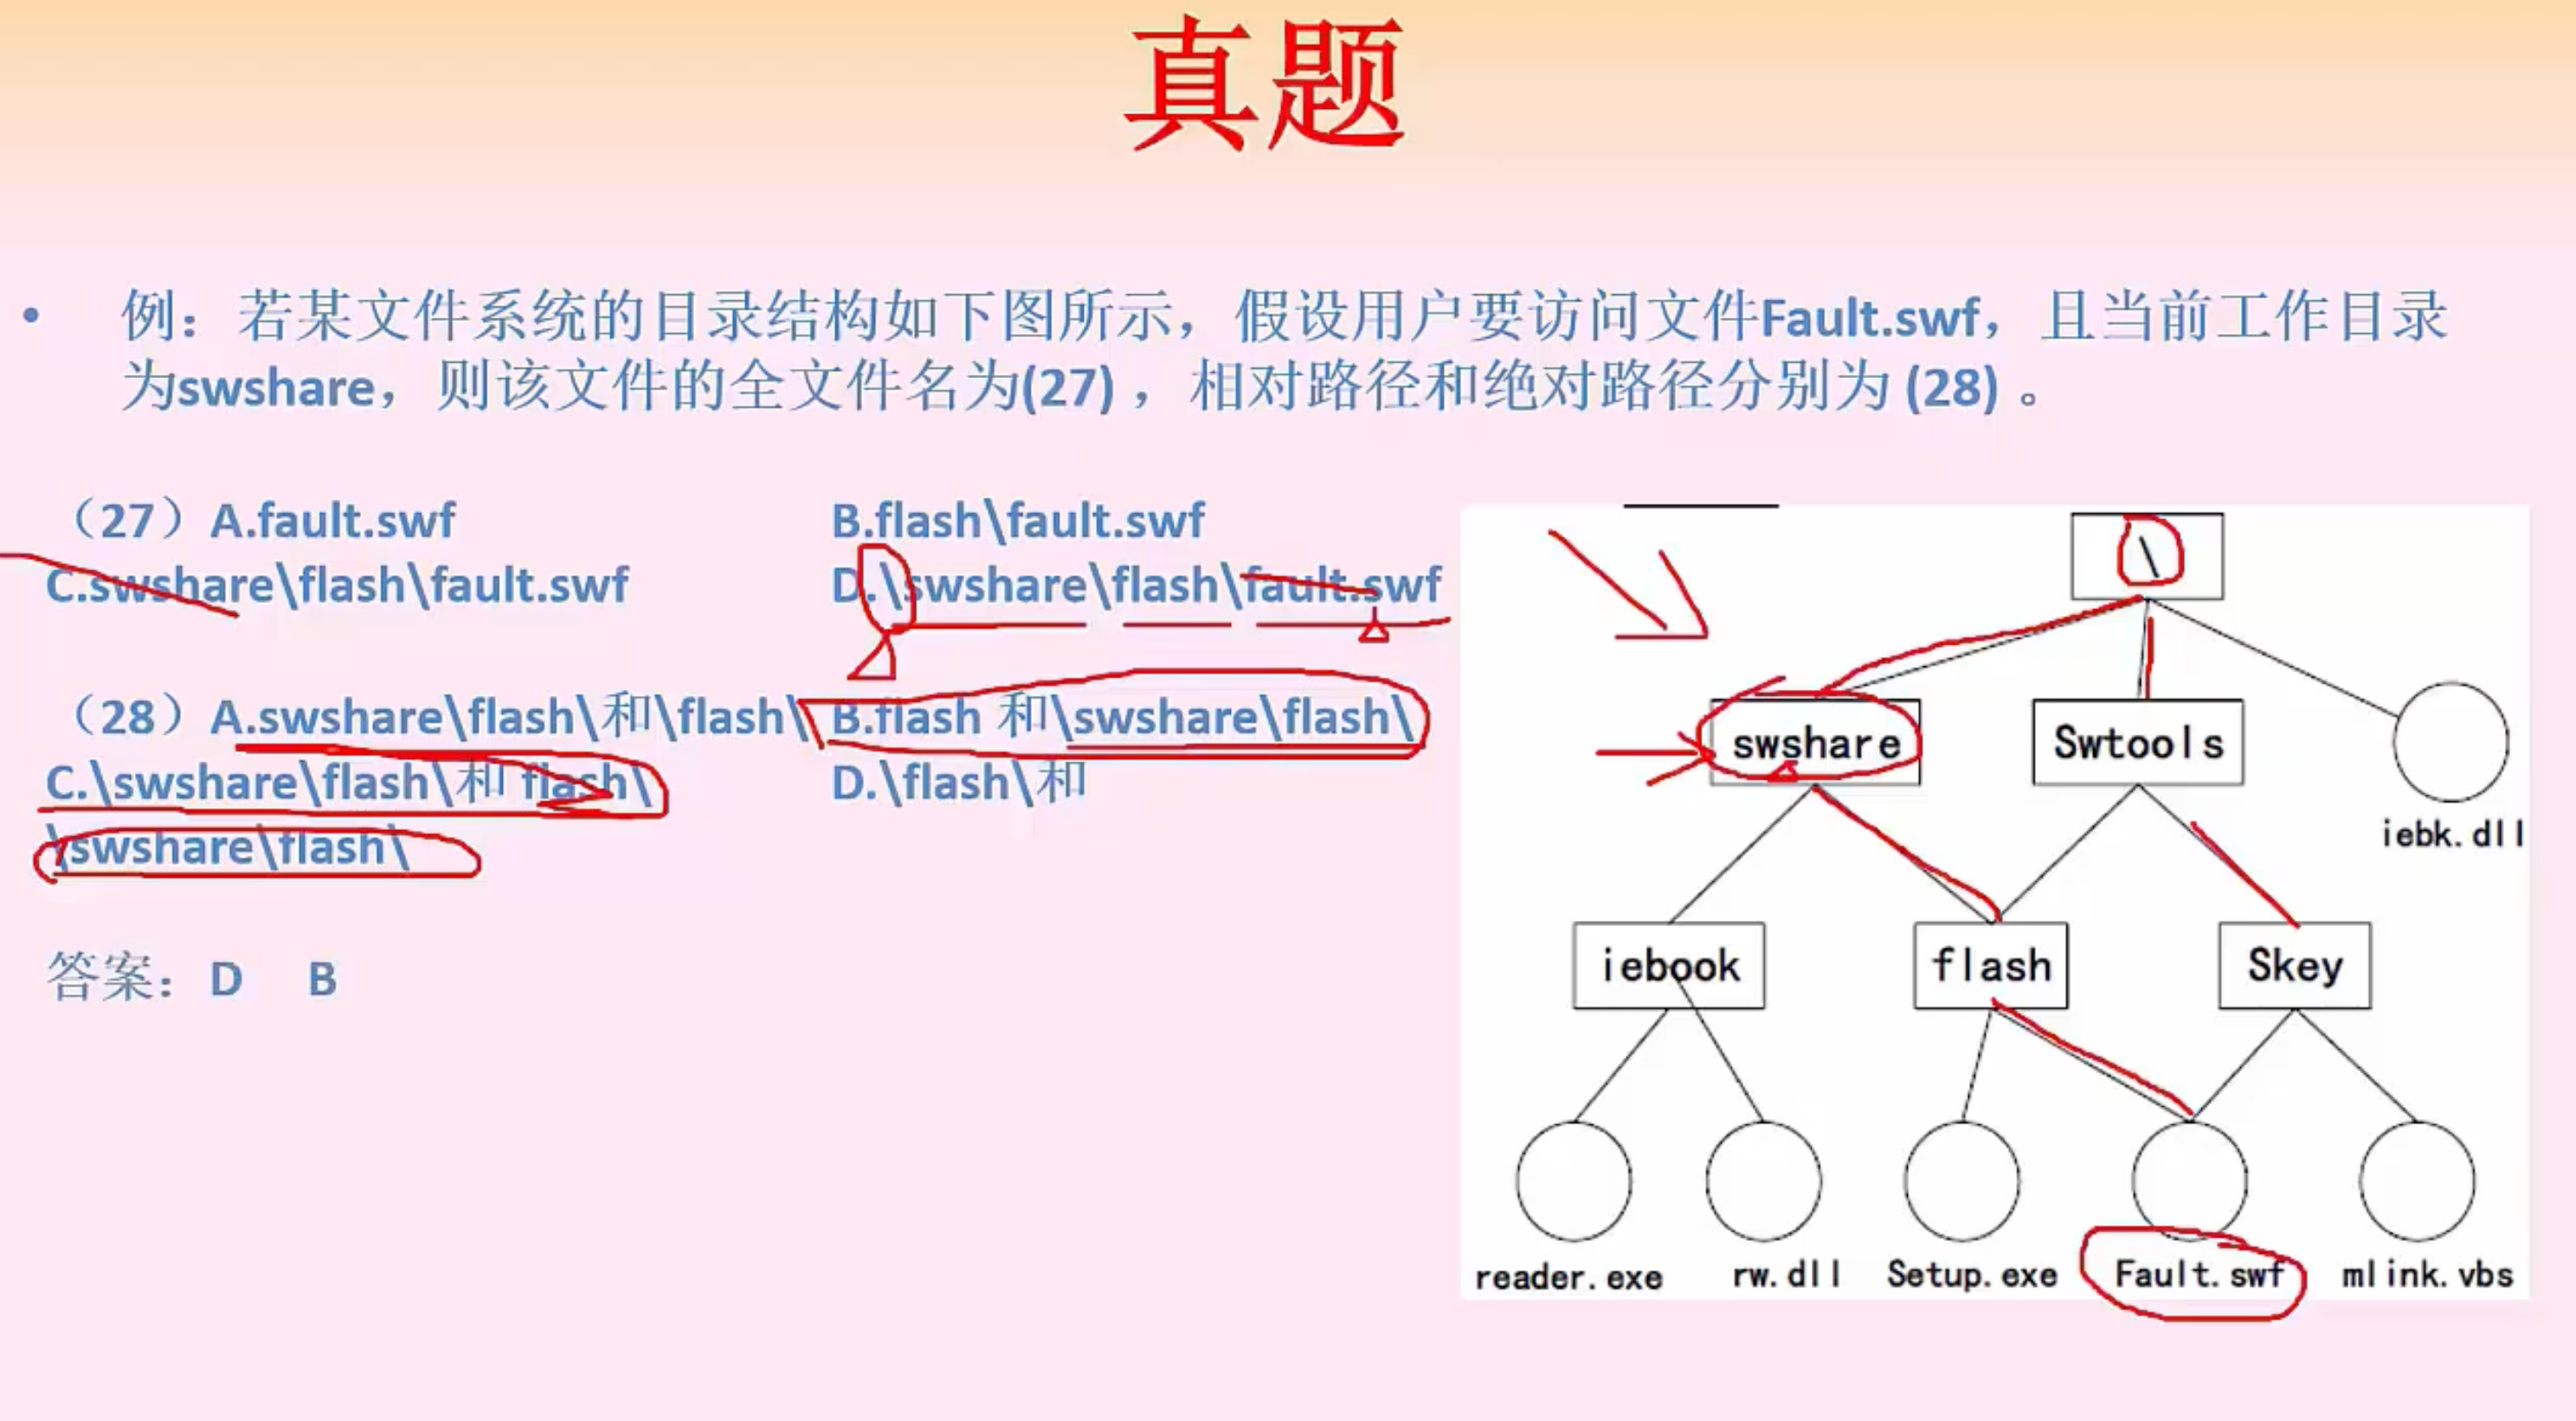 真题
• 例：若某文件系统的目录结构如下图所示，假设用户要访问文件Fault.swf，且当前工作目录
为swshare，则该文件的全文件名为(27) ，相对路径和绝对路径分别为 (28) 。
（27）A.fault.swf B.flash\fault.swf
C.swshare\flash\fault.swf D.\swshare\flash\fault.swf
（28）A.swshare\flash\和\flash\ B.flash 和\swshare\flash\
C.\swshare\flash\和 flash\ D.\flash\和
\swshare\flash\
答案：D B
\
swshare Swtools
iebk.dll
iebook flash Skey
reader.exe rw.dll Setup.exe Fault.swf mlink.vbs